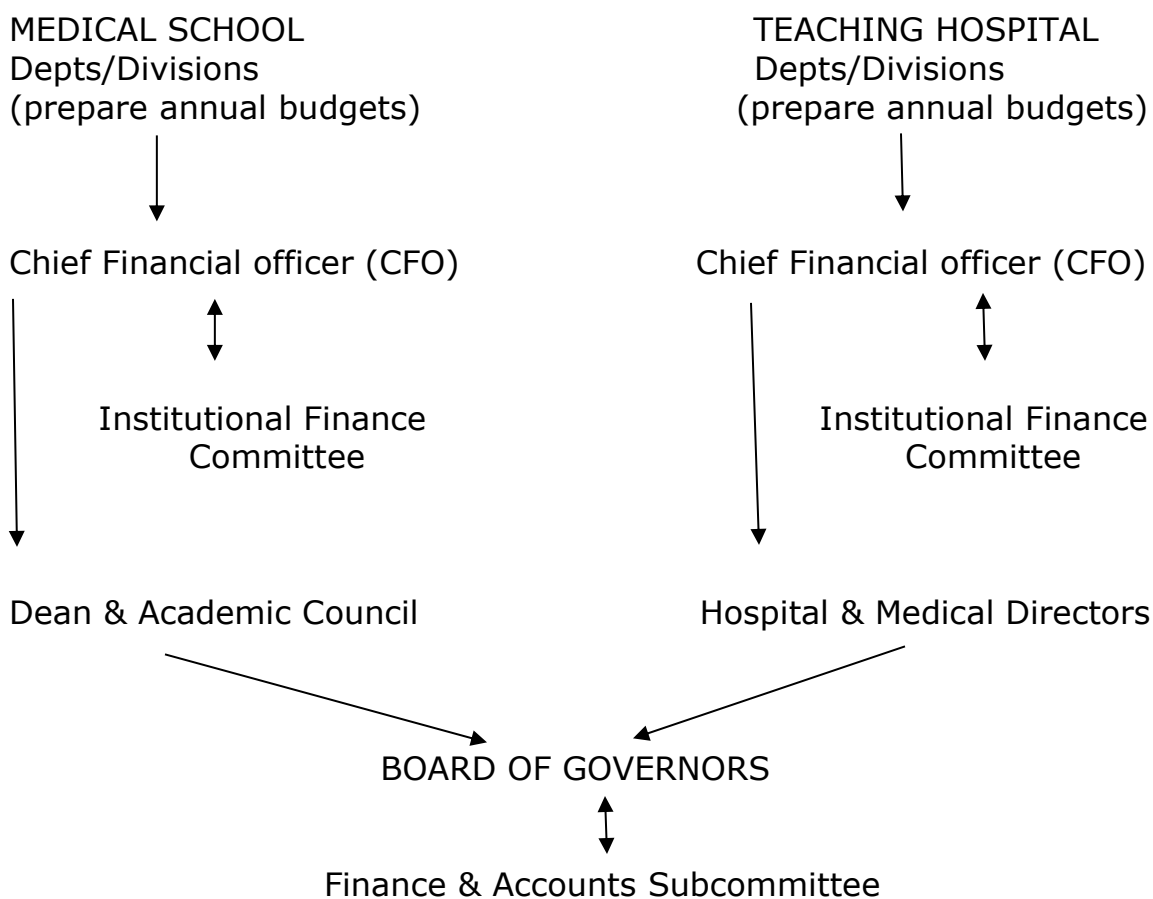 MEDICAL SCHOOL
Depts/Divisions
(prepare annual budgets)
TEACHING HOSPITAL
Depts/Divisions
(prepare annual budgets)
Chief Financial officer (CFO)
Chief Financial officer (CFO)
Institutional Finance
Committee
Institutional Finance
Committee
Dean & Academic Council
Hospital & Medical Directors
BOARD OF GOVERNORS
Finance & Accounts Subcommittee